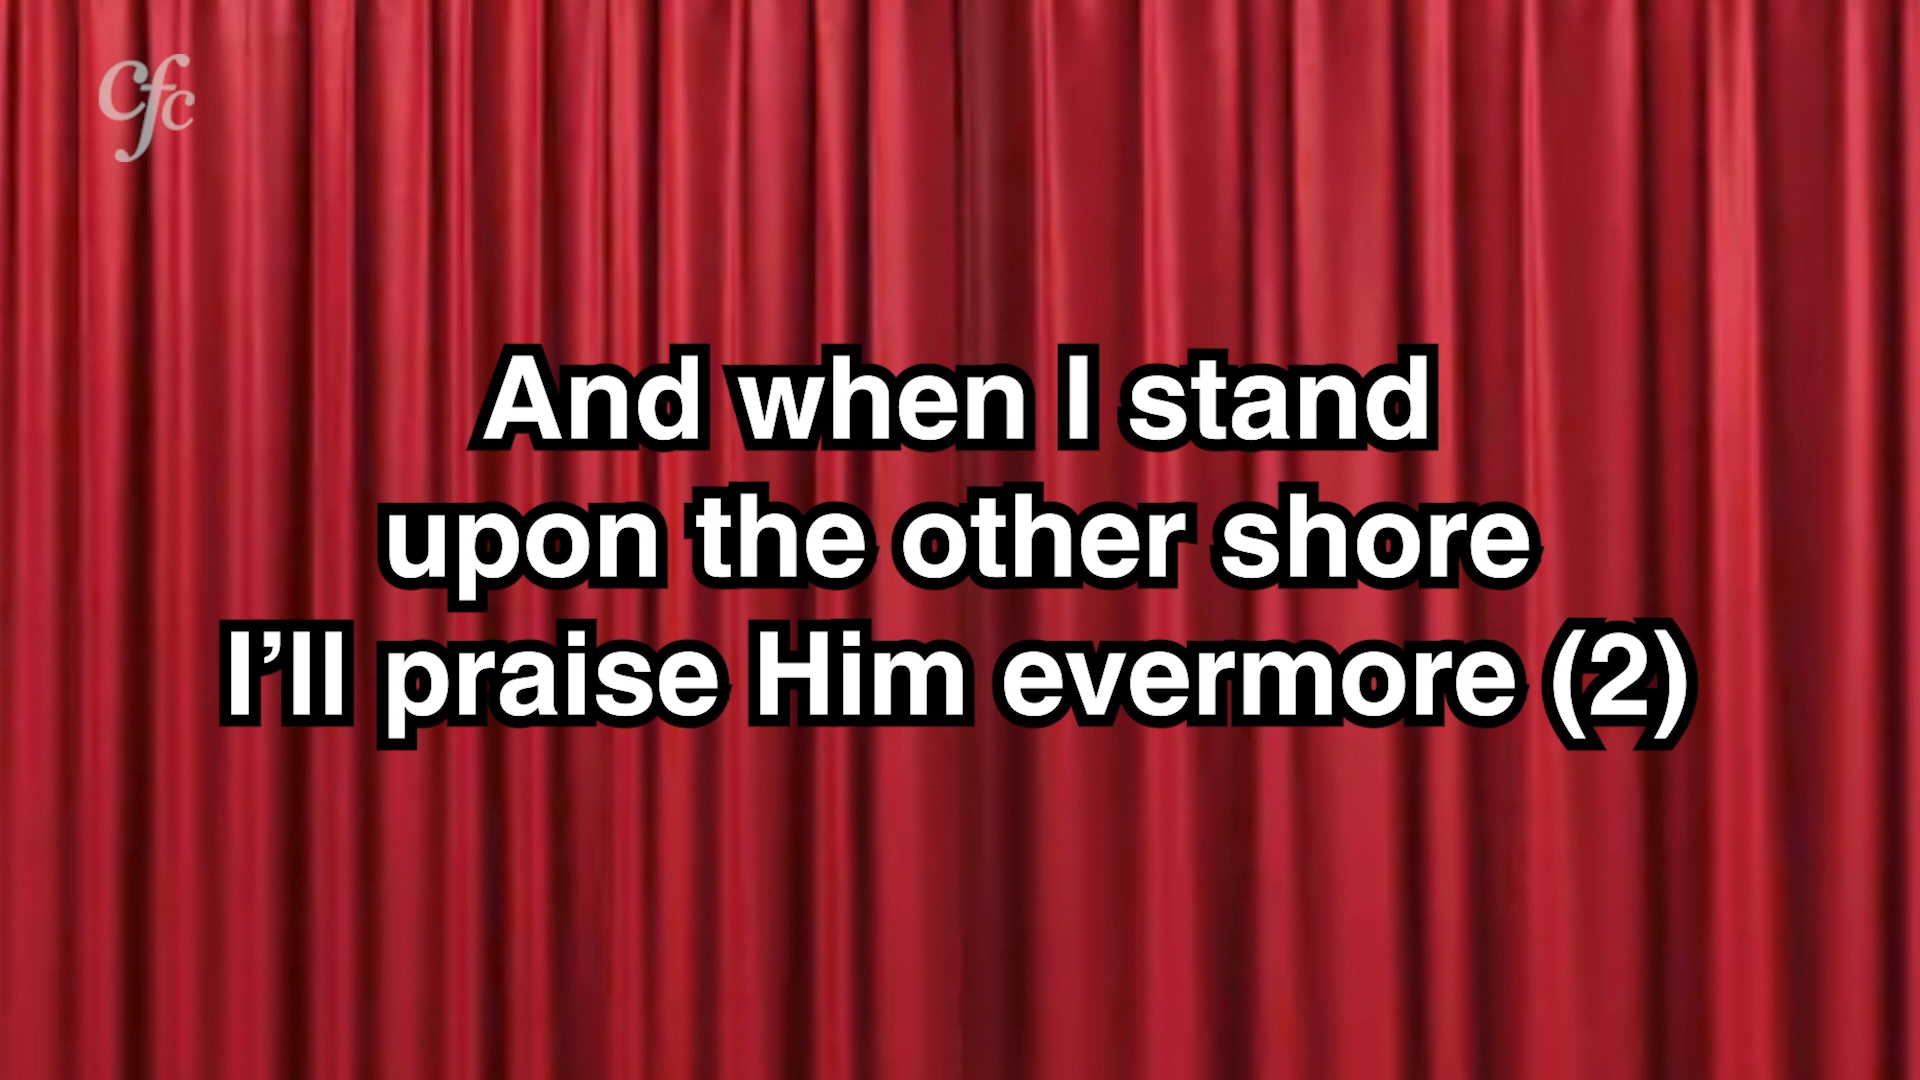 cfc
And when I stand
upon the other shore
I’ll praise Him evermore (2)